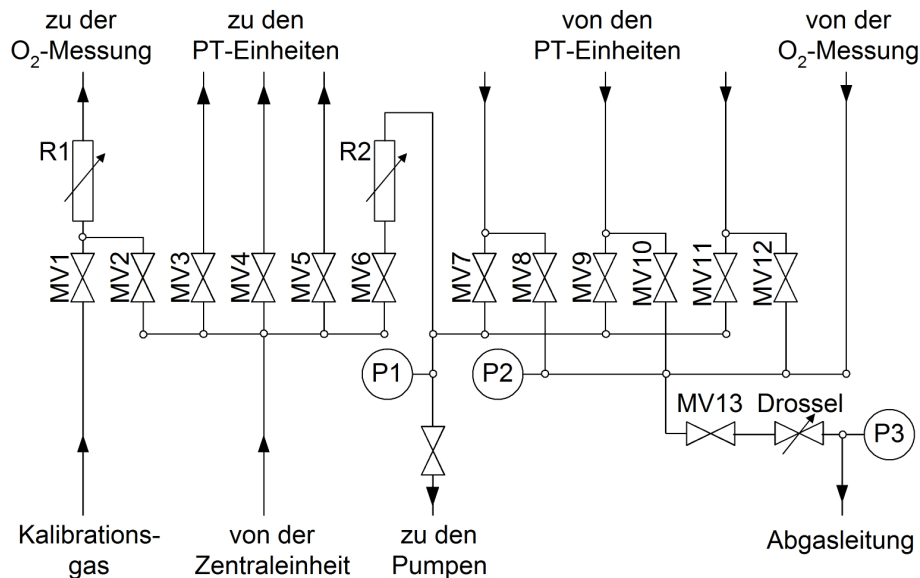 zu der
O₂-Messung
zu den
PT-Einheiten
von den
PT-Einheiten
von der
O₂-Messung
R1
R2
MV1
MV2
MV3
MV4
MV5
MV6
MV7
MV8
MV9
MV10
MV11
MV12
P1
P2
MV13
Drossel
P3
Kalibrations-
gas
von der
Zentraleinheit
zu den
Pumpen
Abgasleitung